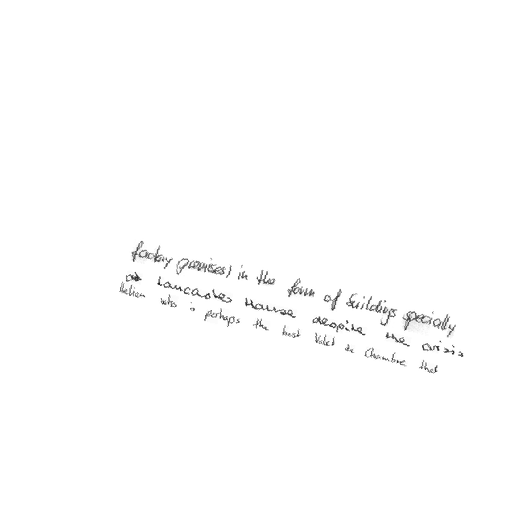 factory premises) in the form of buildings specially
at Lancaster House despite the crisis
Italian who is perhaps the best Valet de Chambre that